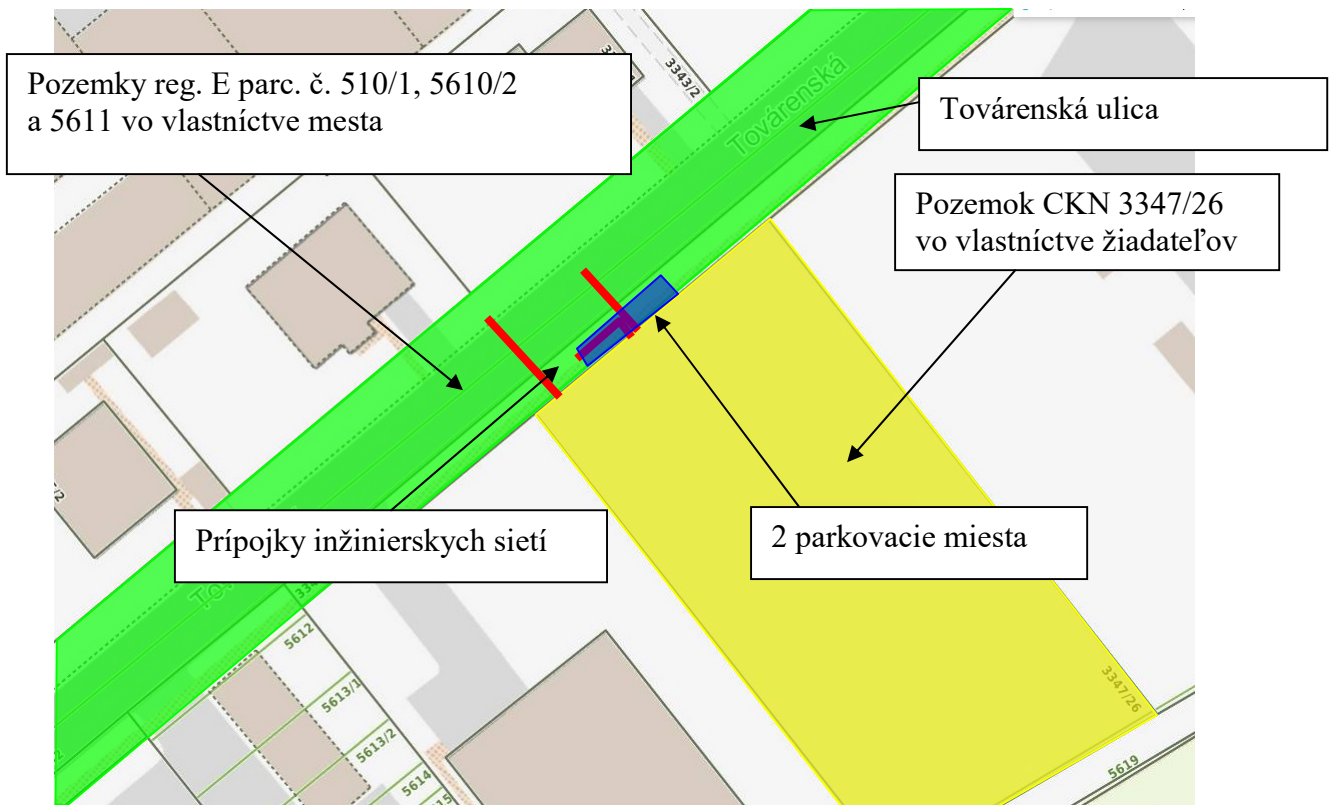 Pozemky reg. E parc. č. 510/1, 5610/2
a 5611 vo vlastníctve mesta
Továrenská ulica
Pozemok CKN 3347/26
vo vlastníctve žiadateľov
Prípojky inžinierskych sietí
2 parkovacie miesta
3343/2
Továrenská
5612
5613/1
5613/2
5614
3347/26
5619